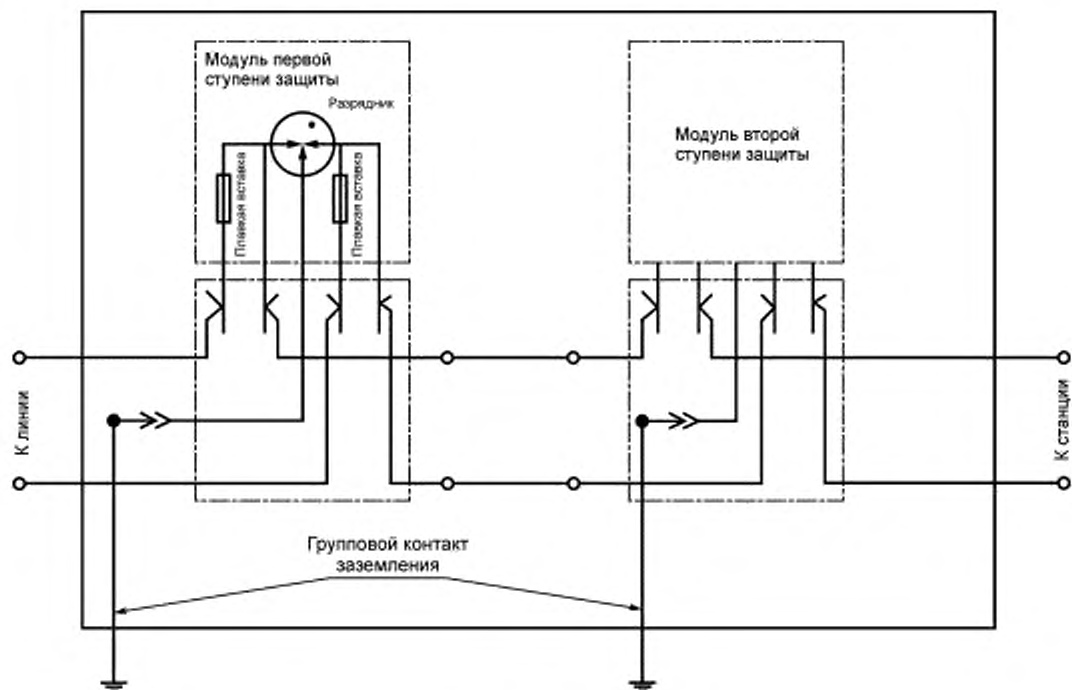 Модуль первой
ступени защиты
Разрядник
Плавкая вставка
Плавкая вставка
Модуль второй
ступени защиты
К линии
К станции
Групповой контакт
заземления